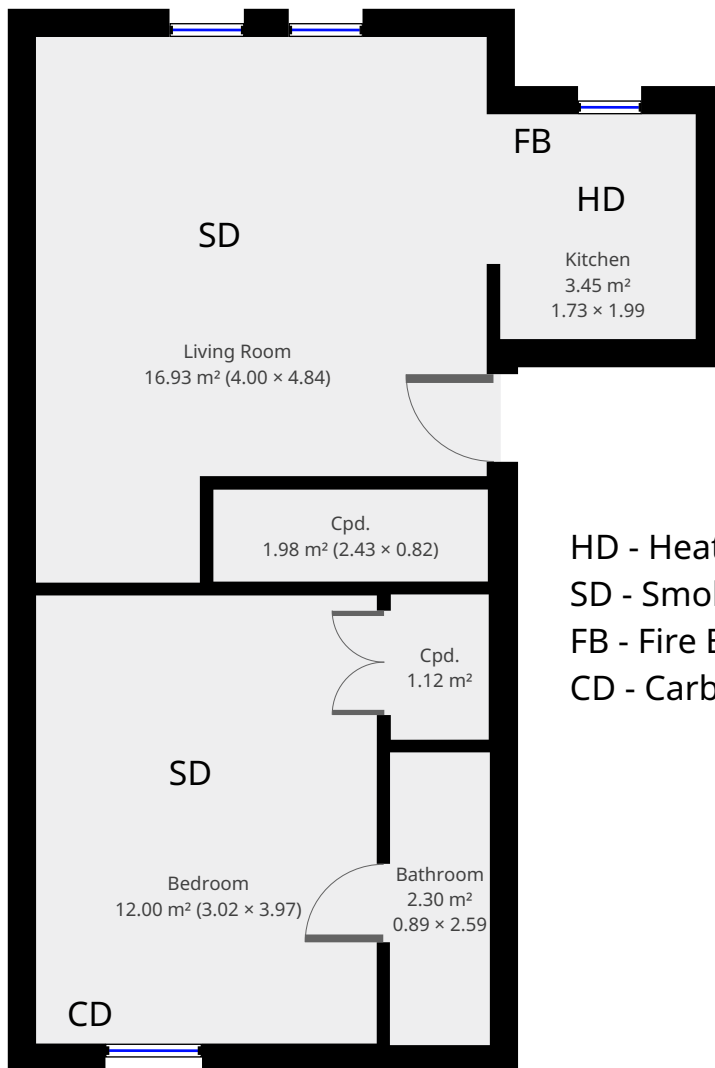 FB
HD
SD
Kitchen
3.45 m²
1.73 × 1.99
Living Room
16.93 m² (4.00 × 4.84)
Cpd.
1.98 m² (2.43 × 0.82)
HD - Heat
SD -
FB - Fire
CD -
Cpd.
1.12 m²
SD
Bedroom
12.00 m² (3.02 × 3.97)
Bathroom
2.30 m²
0.89 × 2.59
CD